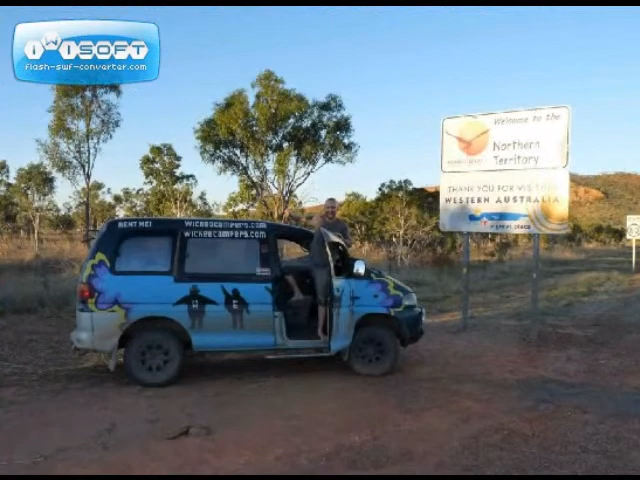 iWiSOFT
flash-swf-converter.com
Welcome to the
Northern
Territory
THANK YOU FOR VISITING
WESTERN AUSTRALIA
RENT ME!
WICKEDCAMPERS.COM
WICKEDCAMPERS.COM